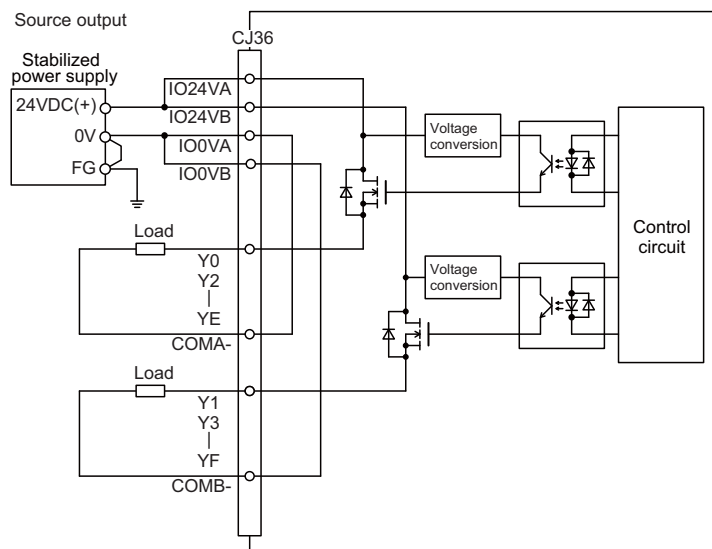 Source output
CJ36
Stabilized
power supply
24VDC(+)
0V
FG
IO24VA
IO24VB
IO0VA
IO0VB
Load
Y0
Y2
|
YE
COMA-
Load
Y1
Y3
|
YF
COMB-
Voltage
conversion
Voltage
conversion
Control
circuit